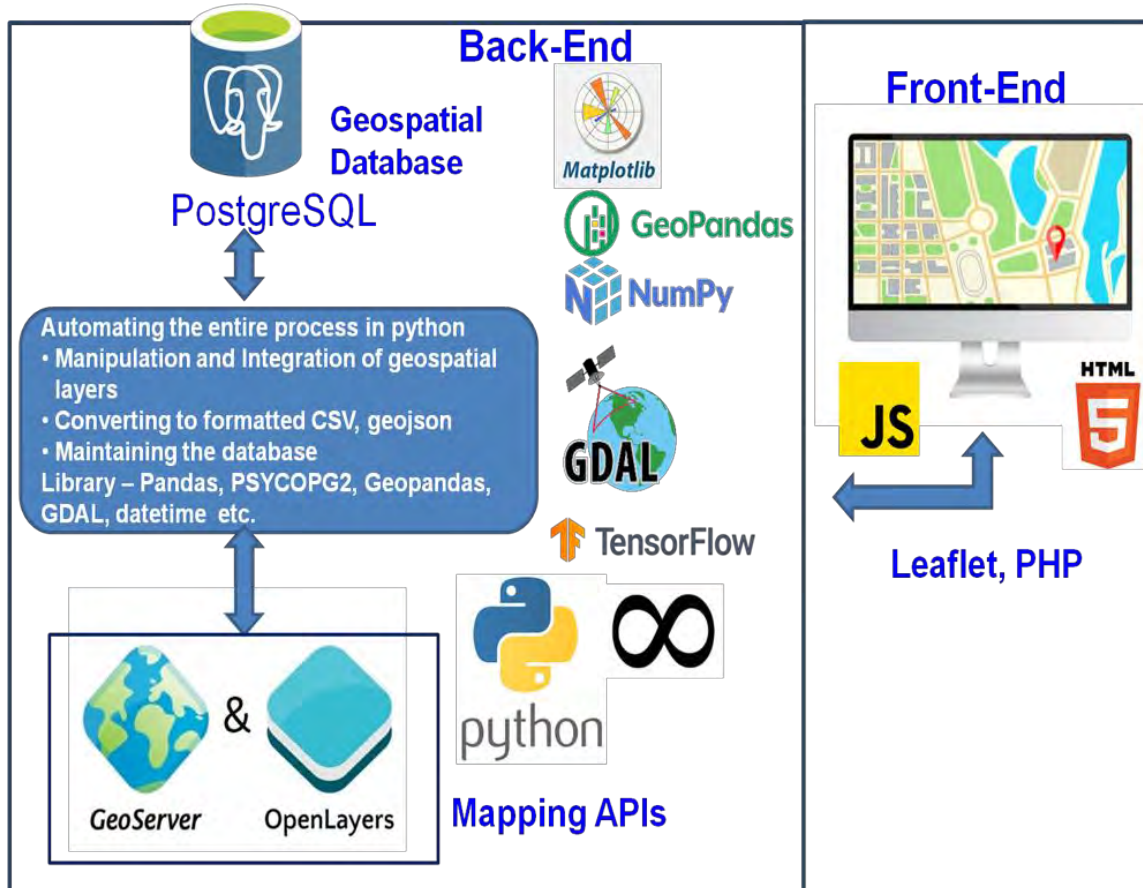 Back-End
Geospatial
Database
PostgreSQL
Matplotlib
GeoPandas
NumPy
Automating the entire process in python
• Manipulation and Integration of geospatial
layers
• Converting to formatted CSV, geojson
• Maintaining the database
Library – Pandas, PSYCOPG2, Geopandas,
GDAL, datetime etc.
GDAL
TensorFlow
python
GeoServer
&
OpenLayers
Mapping APIs
Front-End
JS
HTML
5
Leaflet, PHP